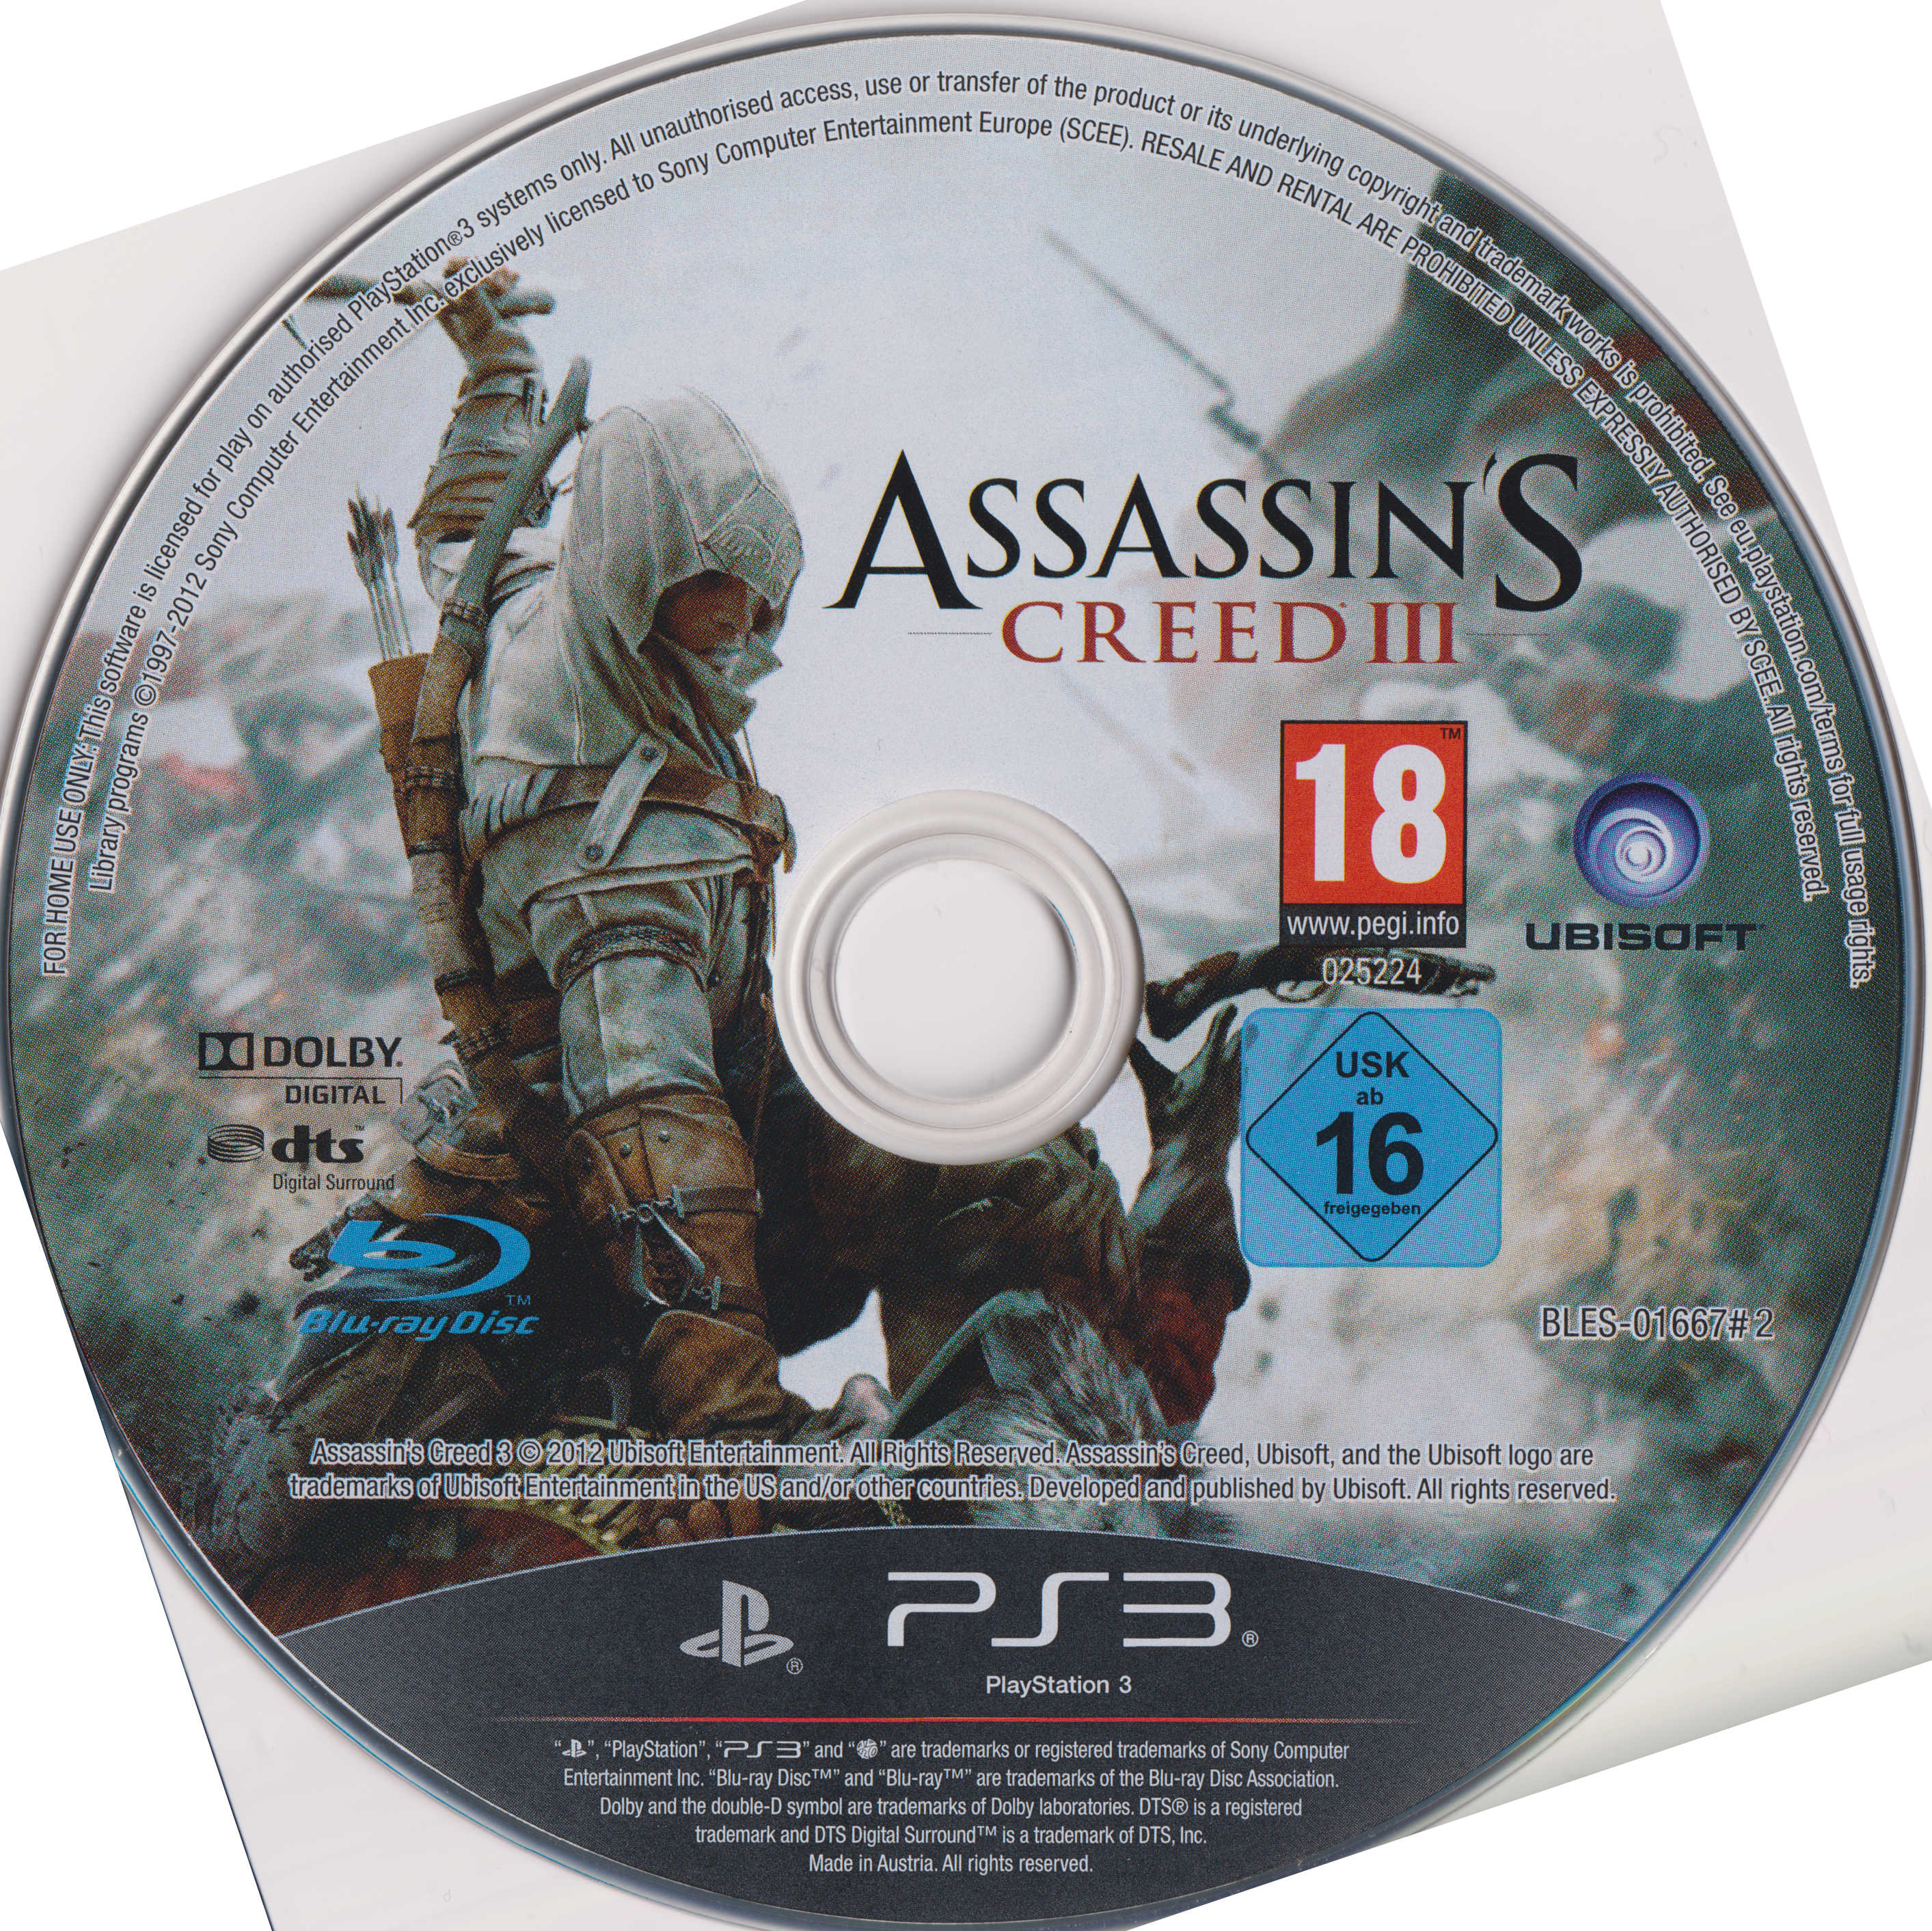 FOR HOME USE ONLY. This software is licensed for play on authorised PlayStation®3 systems only. All unauthorised access, use or transfer of the product or its underlying copyright and trademark works is prohibited. See eu.playstation.com/terms for full usage rights.
Library programs ©1997-2012 Sony Computer Entertainment Inc. exclusively licensed to Sony Computer Entertainment Europe (SCEE). RESALE AND RENTAL ARE PROHIBITED UNLESS EXPRESSLY AUTHORISED BY SCEE. All rights reserved.
ASSASSIN'S
CREED III
18™
www.pegi.info
025224
UBISOFT
DOLBY®
DIGITAL
dts™
Digital Surround
Blu-ray Disc™
USK
ab
16
freigegeben
BLES-01667#2
Assassin's Creed 3 © 2012 Ubisoft Entertainment. All Rights Reserved. Assassin's Creed, Ubisoft, and the Ubisoft logo are
trademarks of Ubisoft Entertainment in the US and/or other countries. Developed and published by Ubisoft. All rights reserved.
PS3®
PlayStation 3
“ ”, “PlayStation”, “PS3” and “ ” are trademarks or registered trademarks of Sony Computer
Entertainment Inc. “Blu-ray Disc™” and “Blu-ray™” are trademarks of the Blu-ray Disc Association.
Dolby and the double-D symbol are trademarks of Dolby laboratories. DTS® is a registered
trademark and DTS Digital Surround™ is a trademark of DTS, Inc.
Made in Austria. All rights reserved.